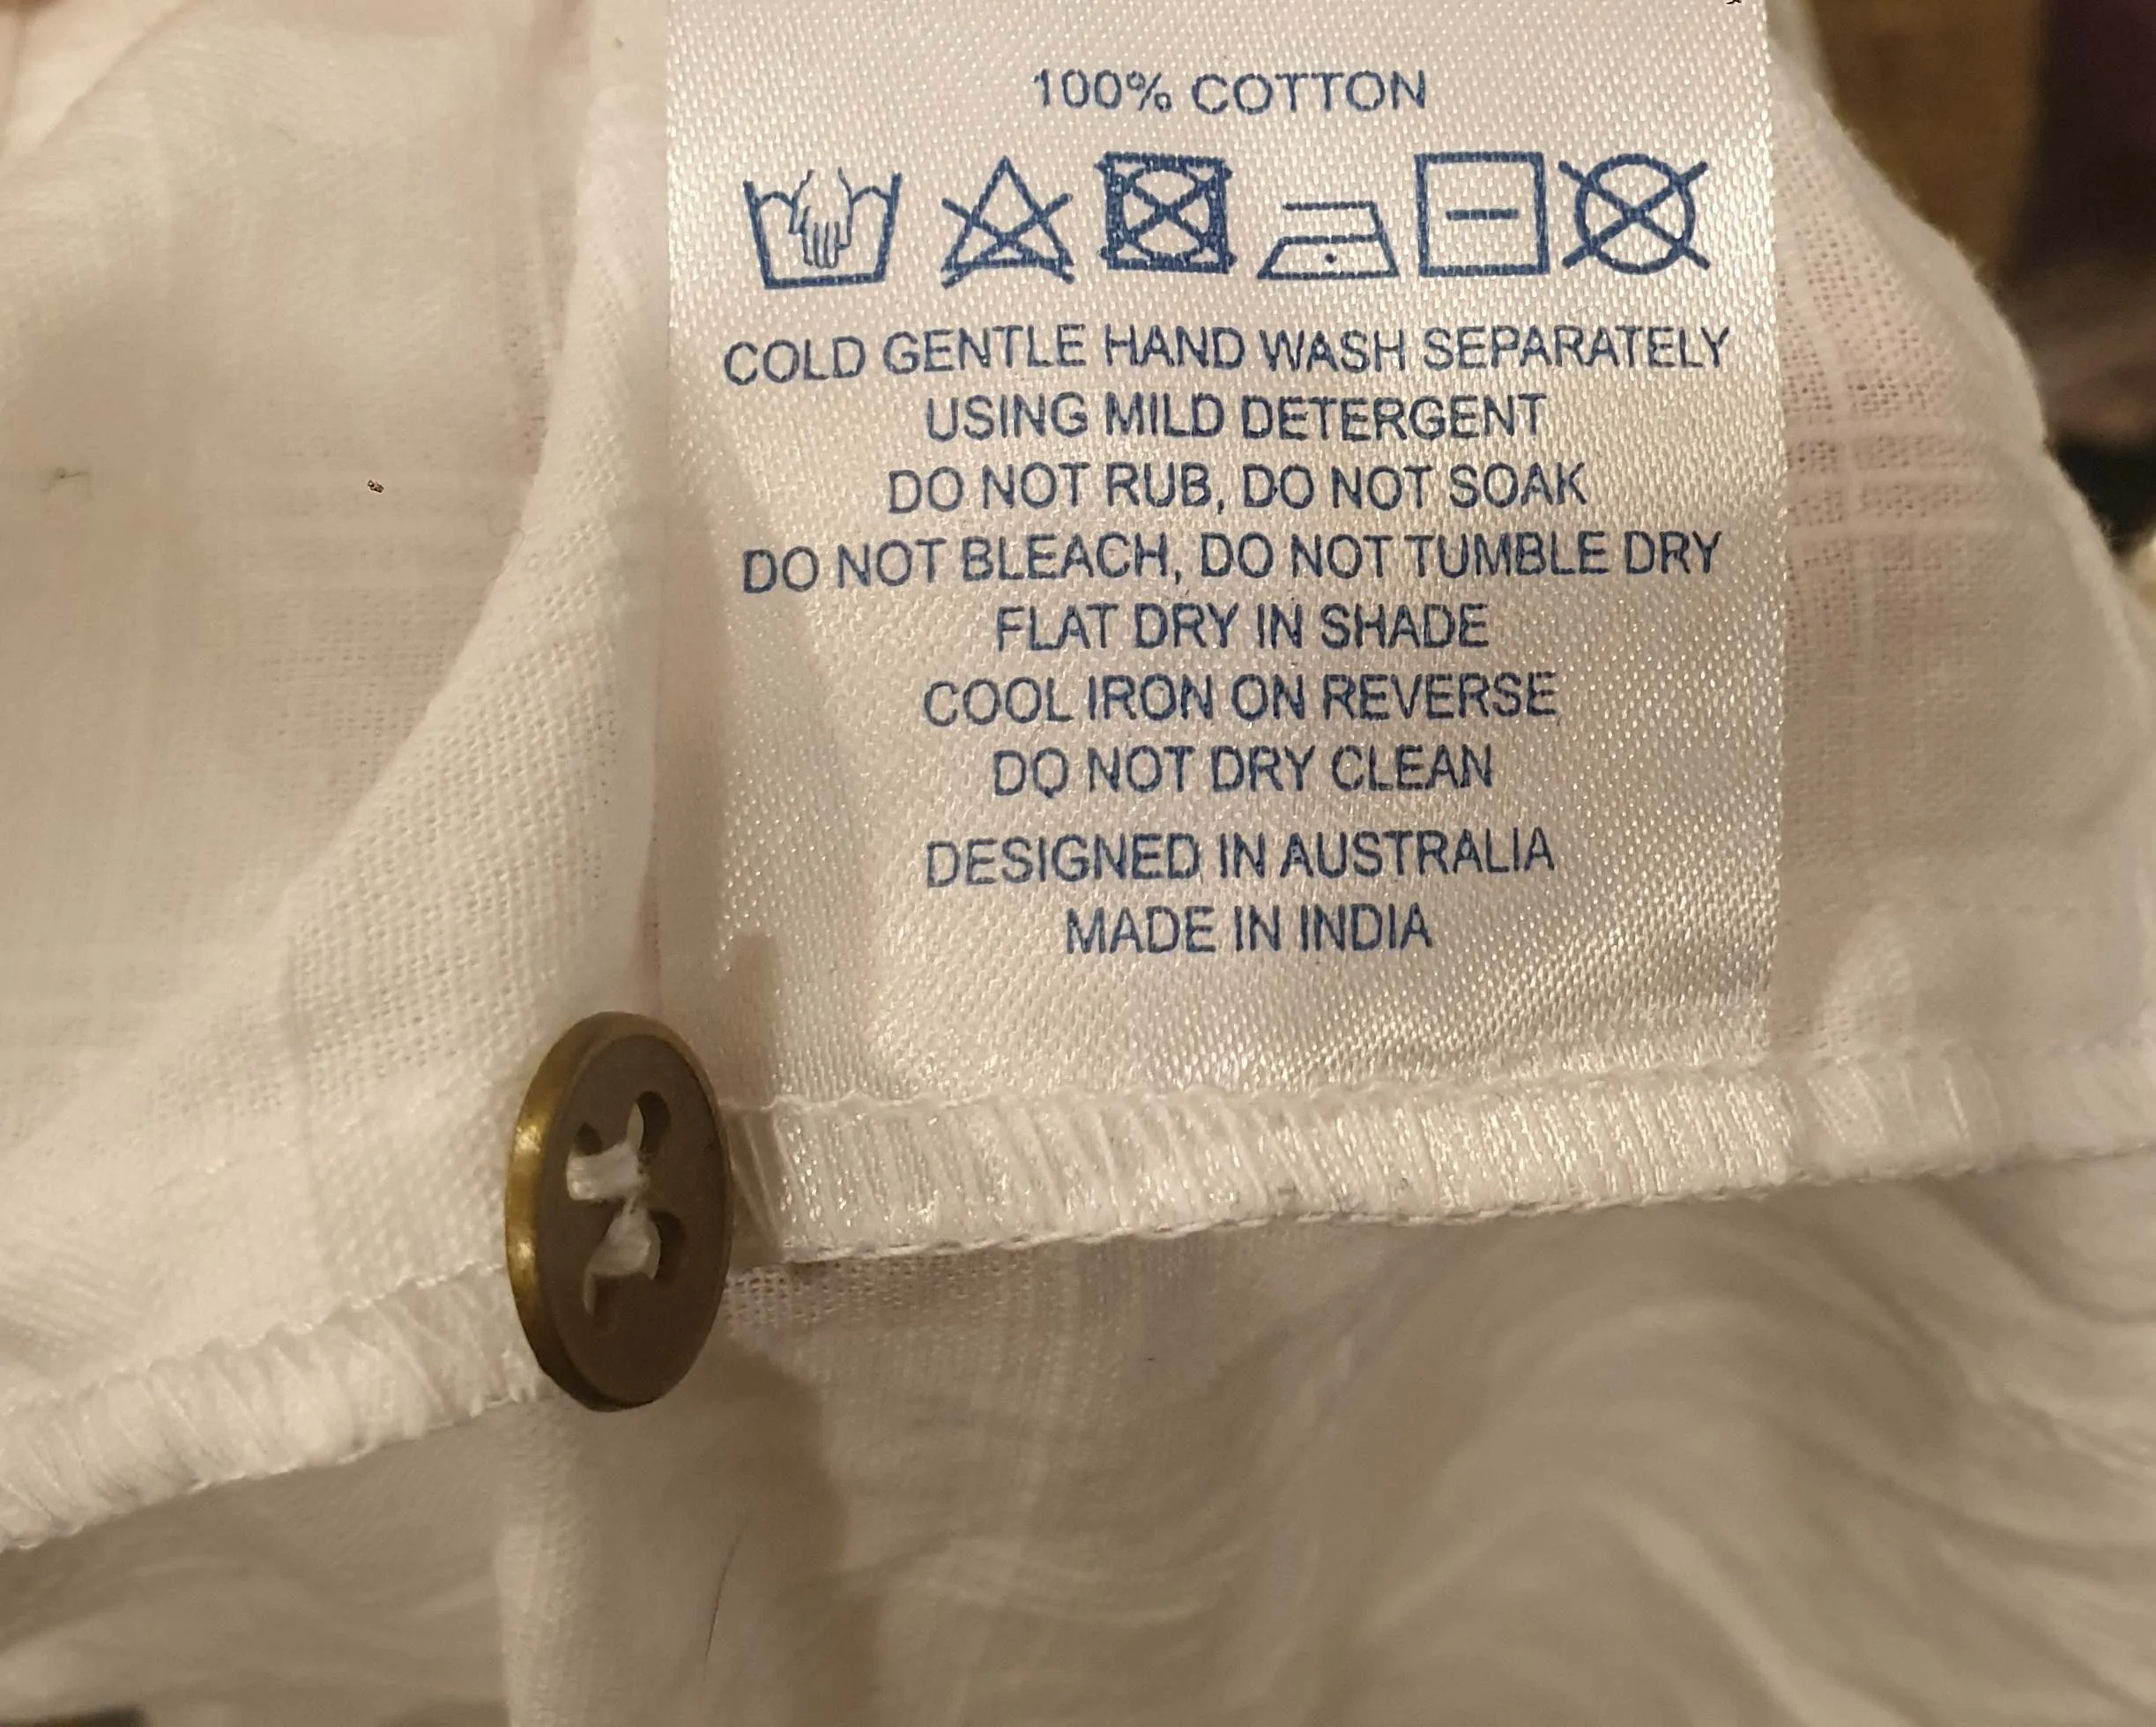 100% COTTON
COLD GENTLE HAND WASH SEPARATELY
USING MILD DETERGENT
DO NOT RUB, DO NOT SOAK
DO NOT BLEACH, DO NOT TUMBLE DRY
FLAT DRY IN SHADE
COOL IRON ON REVERSE
DO NOT DRY CLEAN
DESIGNED IN AUSTRALIA
MADE IN INDIA